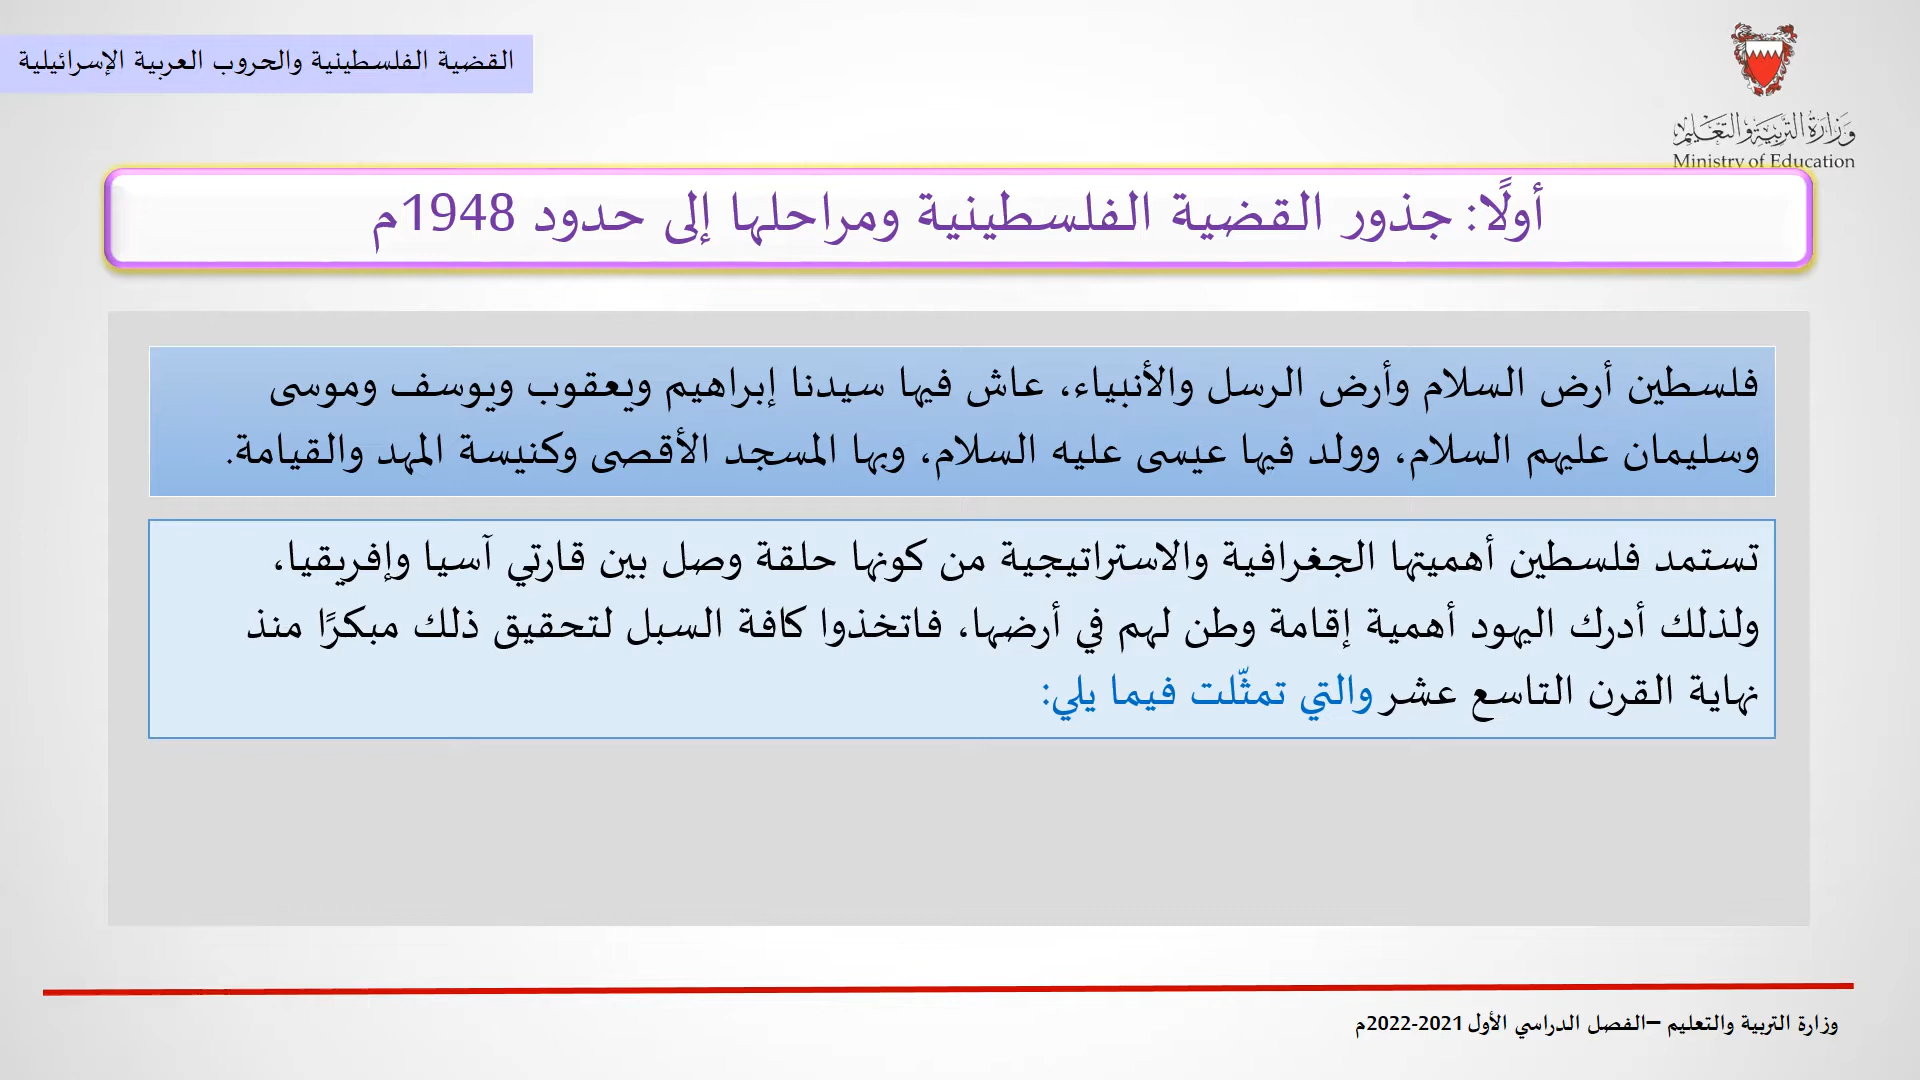 القضية الفلسطينية والحروب العربية الإسرائيلية
وزارة التربية والتعليم
Ministry of Education
أولًا: جذور القضية الفلسطينية ومراحلها إلى حدود 1948م
فلسطين أرض السلام وأرض الرسل والأنبياء، عاش فيها سيدنا إبراهيم ويعقوب ويوسف وموسى
وسليمان عليهم السلام، وولد فيها عيسى عليه السلام، وبها المسجد الأقصى وكنيسة المهد والقيامة.
تستمد فلسطين أهميتها الجغرافية والاستراتيجية من كونها حلقة وصل بين قارتي آسيا وإفريقيا،
ولذلك أدرك اليهود أهمية إقامة وطن لهم في أرضها، فاتخذوا كافة السبل لتحقيق ذلك مبكرًا منذ
نهاية القرن التاسع عشر والتي تمثّلت فيما يلي:
وزارة التربية والتعليم –الفصل الدراسي الأول 2021-2022م